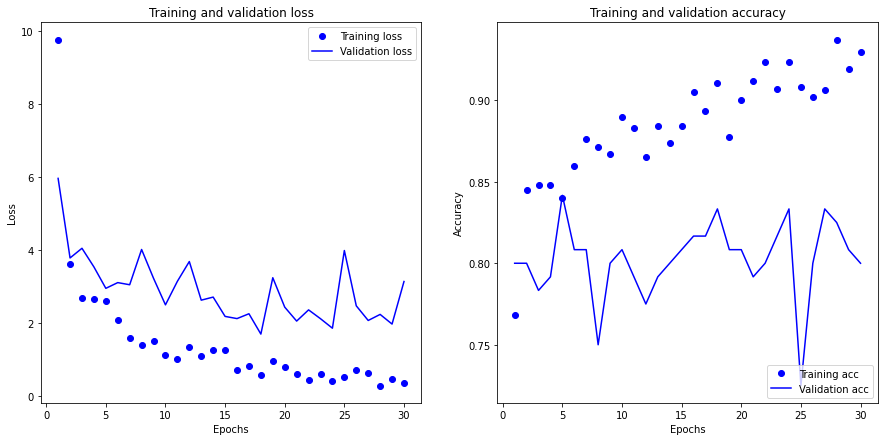 Training and validation loss
10
8
6
4
2
0
Loss
Training loss
Validation loss
0 5 10 15 20 25 30
Epochs
Training and validation accuracy
0.90
0.85
0.80
0.75
Accuracy
Training acc
Validation acc
0 5 10 15 20 25 30
Epochs